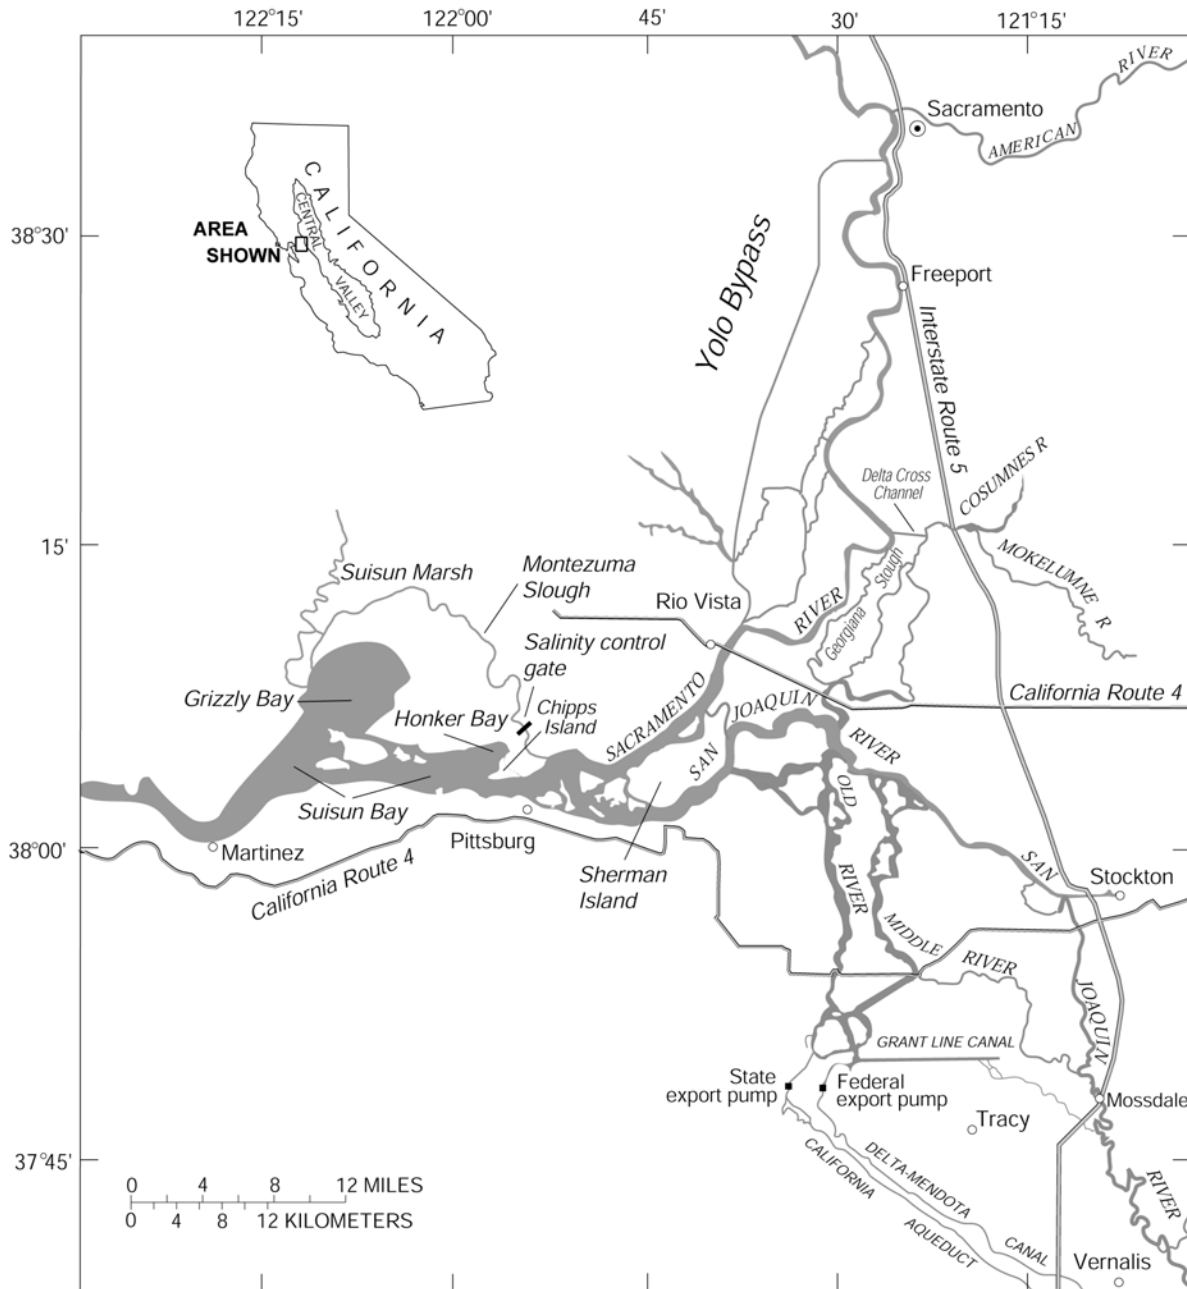 122°15'
122°00'
45'
30'
121°15'
RIVER
Sacramento
AMERICAN
CALIFORNIA
CENTRAL
VALLEY
AREA
SHOWN
38°30'
Yolo Bypass
Freeport
Interstate Route 5
Delta Cross
Channel
COSUMNES R
MOKELUMNE R
15'
Suisun Marsh
Montezuma
Slough
Rio Vista
RIVER
Georgiana Slough
Salinity control
gate
Grizzly Bay
Honker Bay
Chipps
Island
SACRAMENTO
SAN JOAQUIN RIVER
California Route 4
Suisun Bay
OLD RIVER
38°00'
Martinez
Pittsburg
California Route 4
Sherman
Island
SAN
Stockton
MIDDLE RIVER
JOAQUIN
GRANT LINE CANAL
State
export pump
Federal
export pump
Mossdale
Tracy
37°45'
CALIFORNIA
AQUEDUCT
DELTA-MENDOTA
CANAL
RIVER
0 4 8 12 MILES
0 4 8 12 KILOMETERS
Vernalis